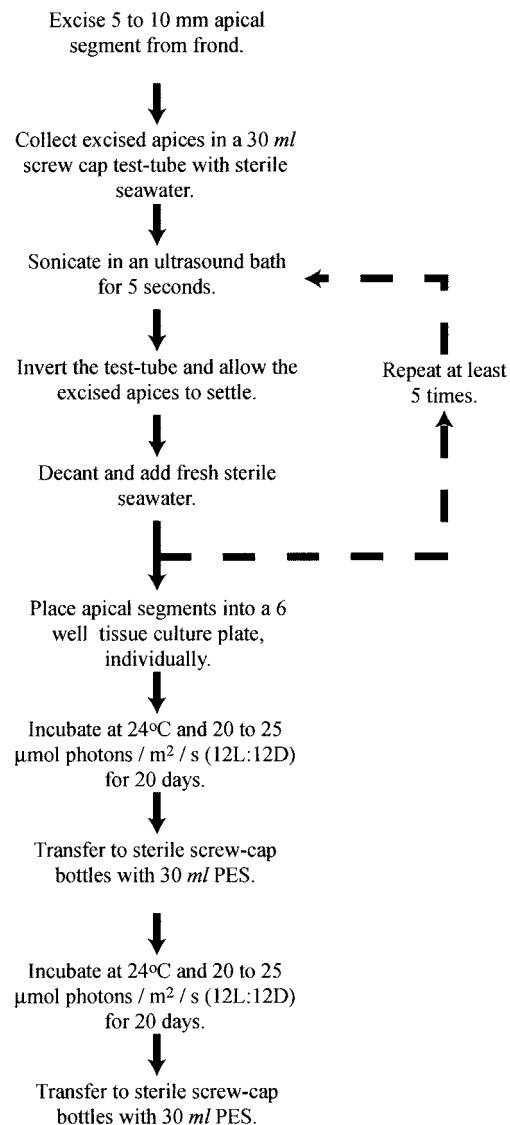 Excise 5 to 10 mm apical
segment from frond.
Collect excised apices in a 30 ml
screw cap test-tube with sterile
seawater.
Sonicate in an ultrasound bath
for 5 seconds.
Invert the test-tube and allow the
excised apices to settle.
Repeat at least
5 times.
Decant and add fresh sterile
seawater.
Place apical segments into a 6
well tissue culture plate,
individually.
Incubate at 24°C and 20 to 25
μmol photons / m² / s (12L:12D)
for 20 days.
Transfer to sterile screw-cap
bottles with 30 ml PES.
Incubate at 24°C and 20 to 25
μmol photons / m² / s (12L:12D)
for 20 days.
Transfer to sterile screw-cap
bottles with 30 ml PES.